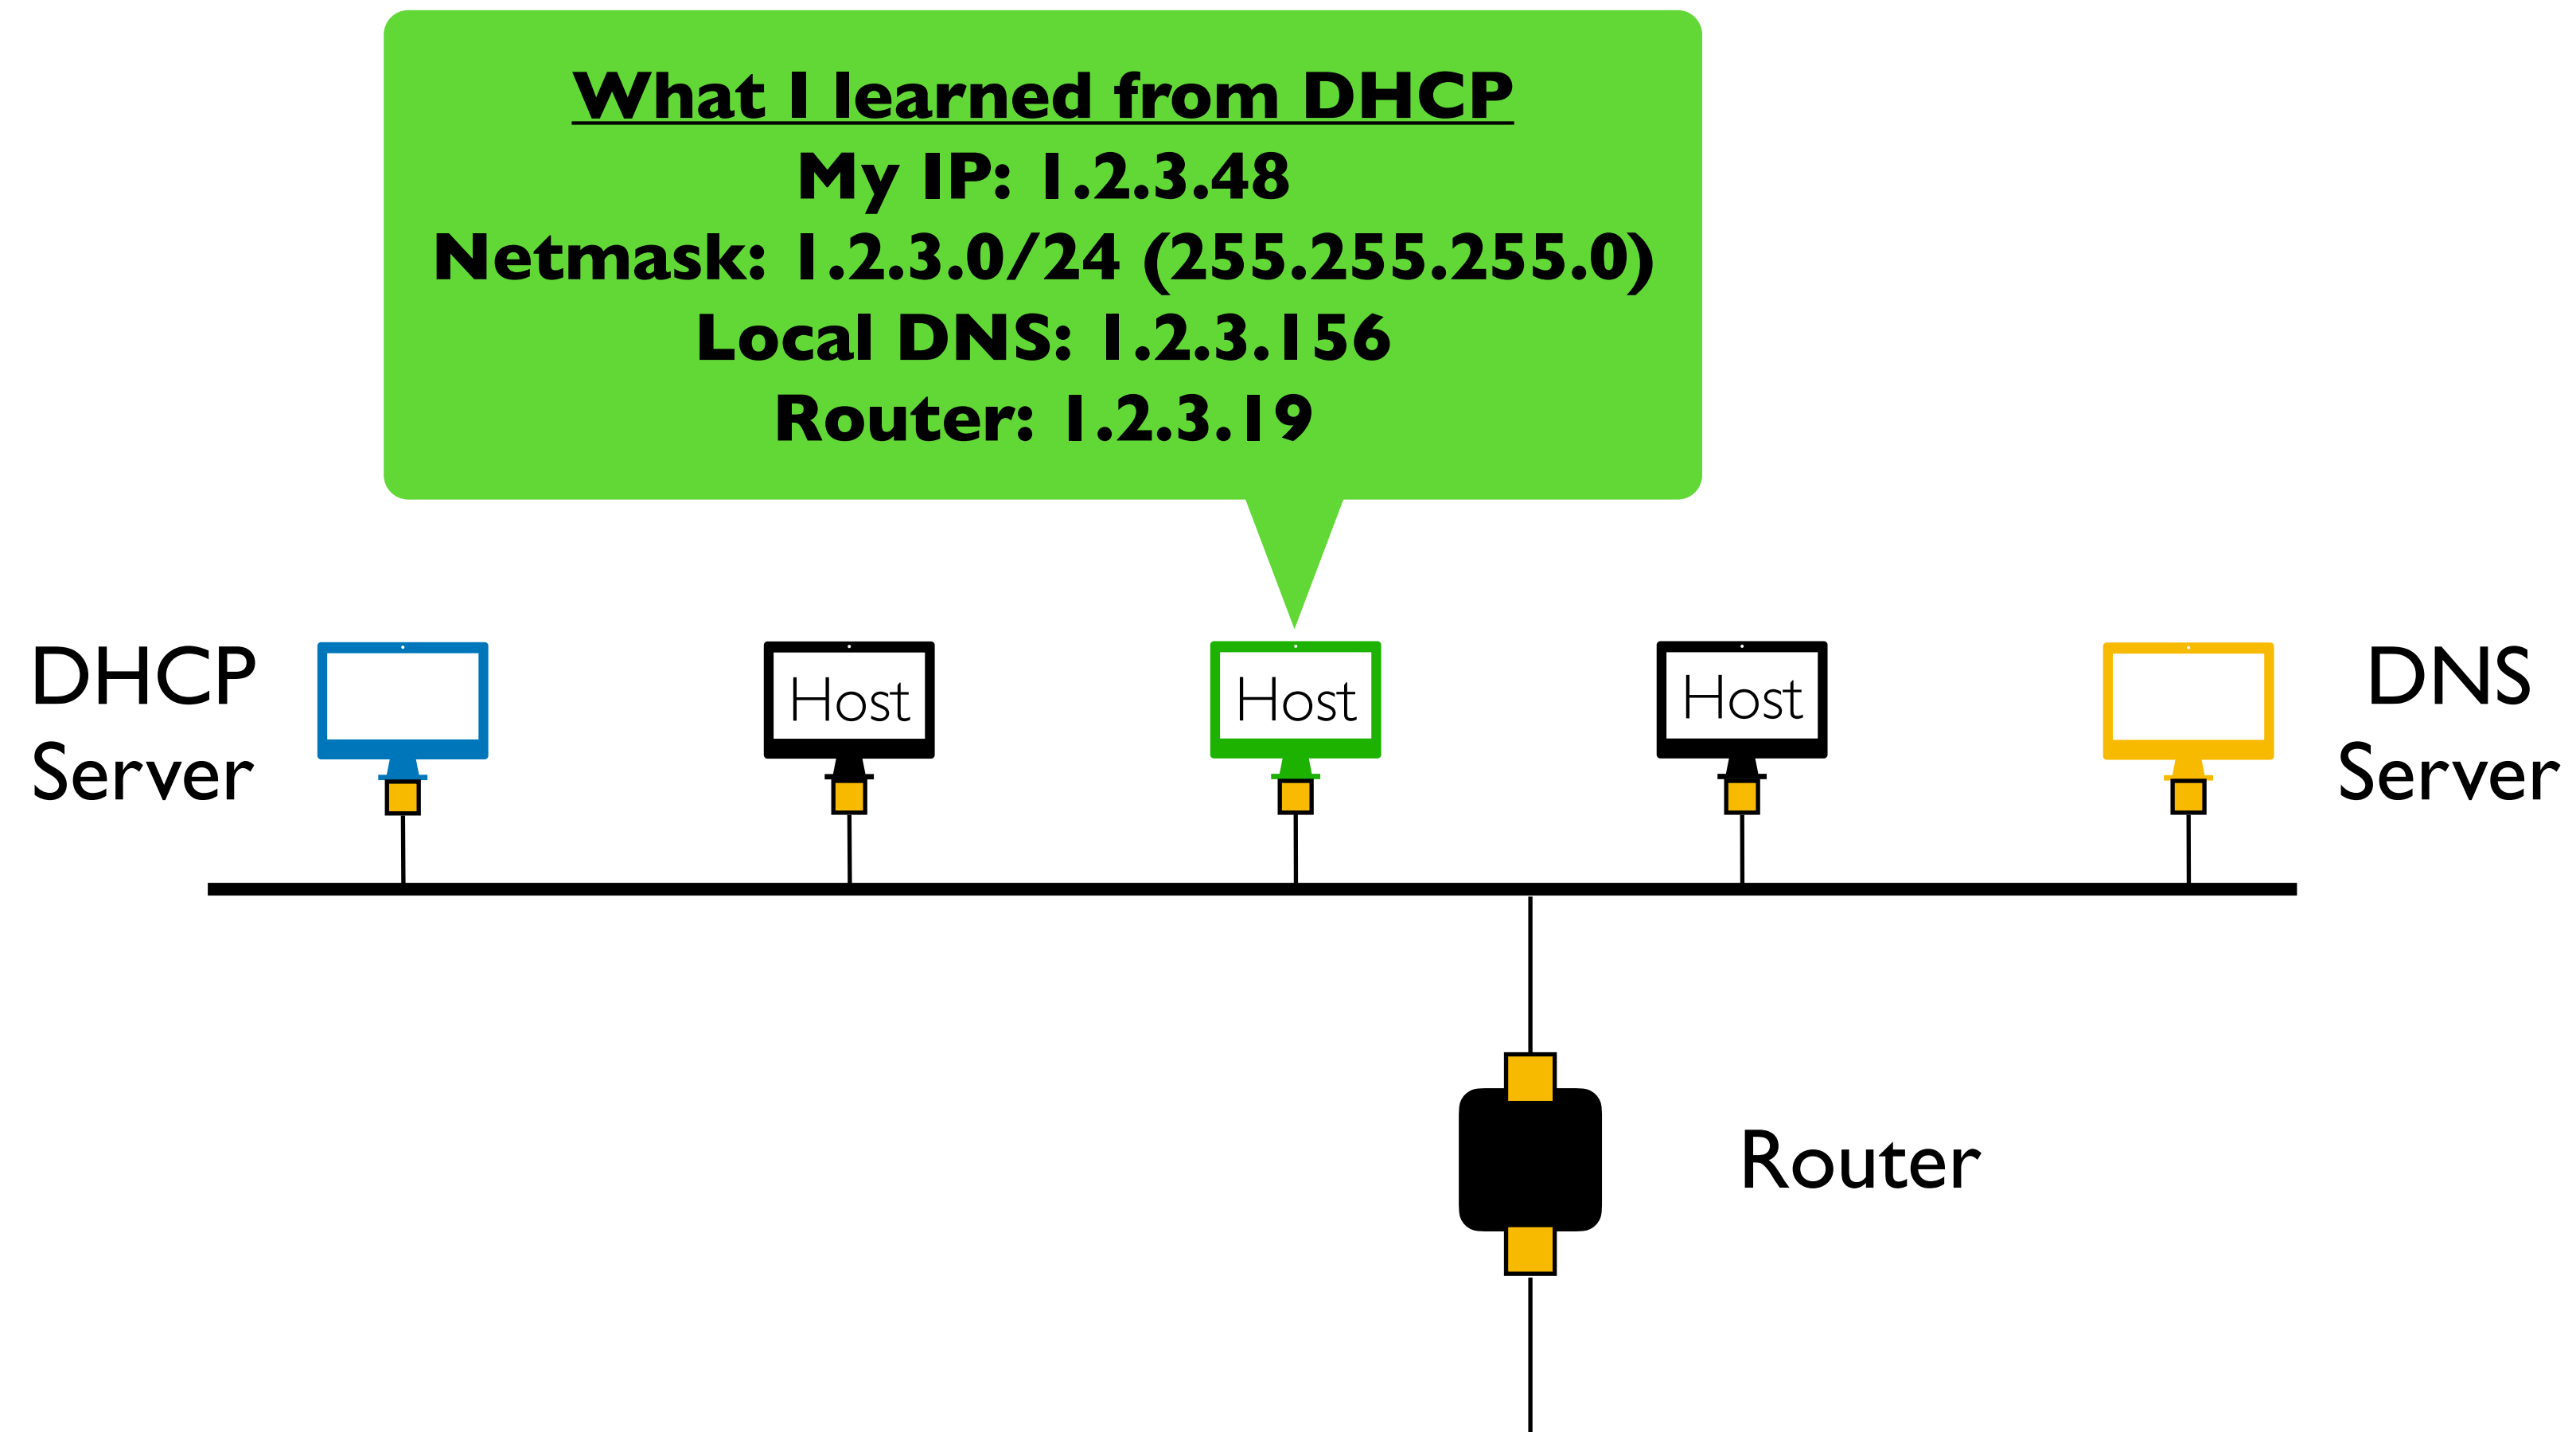 What I learned from DHCP
My IP: 1.2.3.48
Netmask: 1.2.3.0/24 (255.255.255.0)
Local DNS: 1.2.3.156
Router: 1.2.3.19
DHCP
Server
Host
Host
Host
DNS
Server
Router